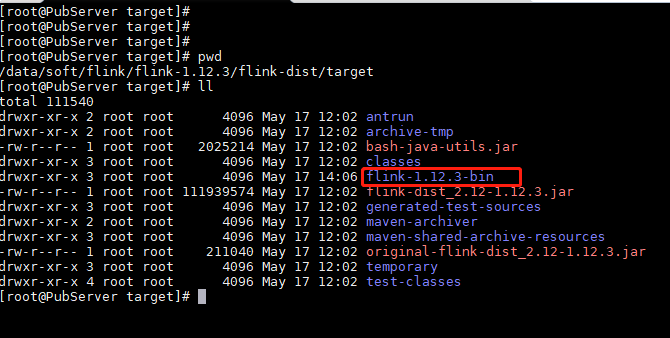 [root@PubServer target]#
[root@PubServer target]#
[root@PubServer target]#
[root@PubServer target]# pwd
/data/soft/flink/flink-1.12.3/flink-dist/target
[root@PubServer target]# ll
total 111540
drwxr-xr-x 2 root root      4096 May 17 12:02 antrun
drwxr-xr-x 2 root root      4096 May 17 12:02 archive-tmp
-rw-r--r-- 1 root root   2025214 May 17 12:02 bash-java-utils.jar
drwxr-xr-x 3 root root      4096 May 17 12:02 classes
drwxr-xr-x 3 root root      4096 May 17 14:06 flink-1.12.3-bin
-rw-r--r-- 1 root root 111939574 May 17 12:02 flink-dist_2.12-1.12.3.jar
drwxr-xr-x 3 root root      4096 May 17 12:02 generated-test-sources
drwxr-xr-x 2 root root      4096 May 17 12:02 maven-archiver
drwxr-xr-x 3 root root      4096 May 17 12:02 maven-shared-archive-resources
-rw-r--r-- 1 root root    211040 May 17 12:02 original-flink-dist_2.12-1.12.3.jar
drwxr-xr-x 3 root root      4096 May 17 12:02 temporary
drwxr-xr-x 4 root root      4096 May 17 12:02 test-classes
[root@PubServer target]#